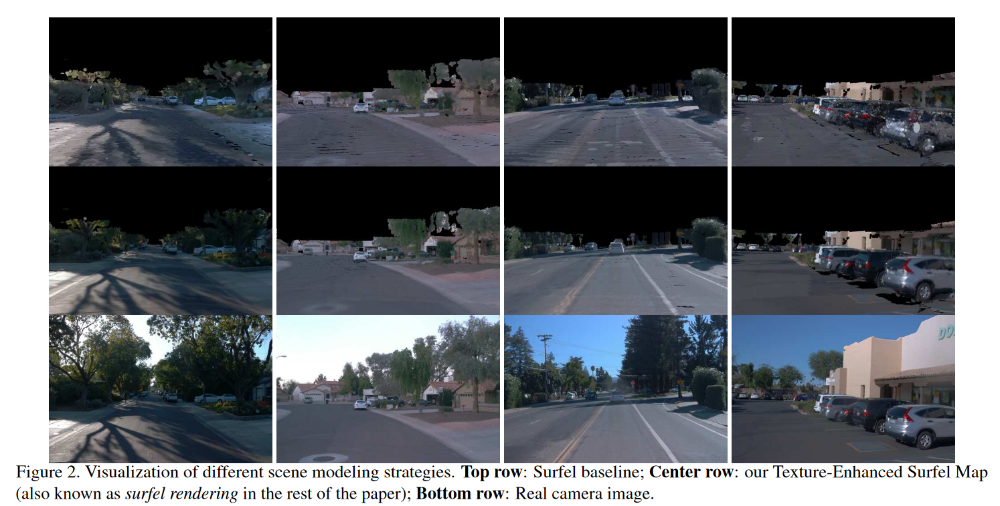 DO
Figure 2. Visualization of different scene modeling strategies. Top row: Surfel baseline; Center row: our Texture-Enhanced Surfel Map
(also known as surfel rendering in the rest of the paper); Bottom row: Real camera image.